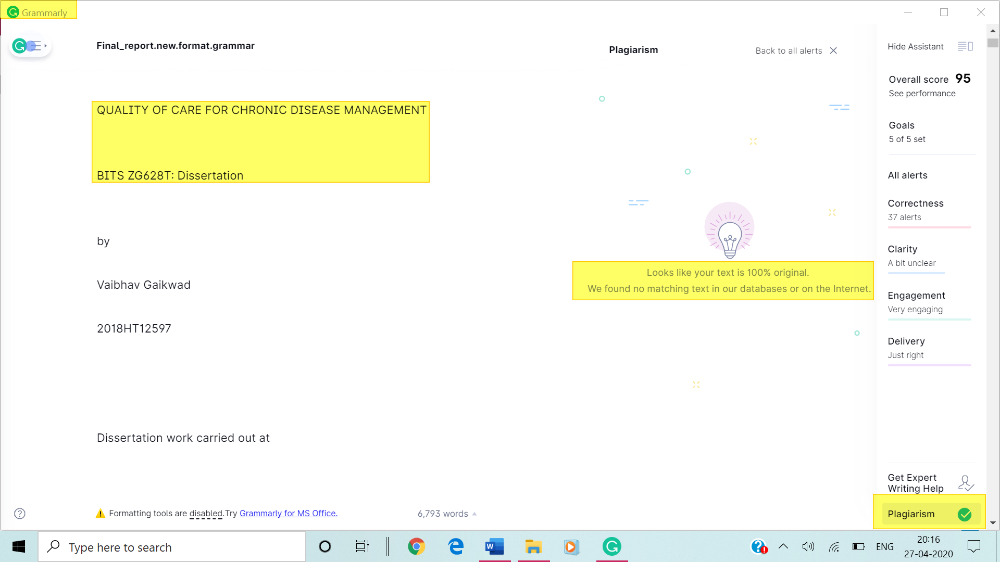 Grammarly
Final_report.new.format.grammar
QUALITY OF CARE FOR CHRONIC DISEASE MANAGEMENT
BITS ZG628T: Dissertation
by
Vaibhav Gaikwad
2018HT12597
Dissertation work carried out at
Formatting tools are disabled.Try Grammarly for MS Office.
6,793 words
Plagiarism
Back to all alerts
Looks like your text is 100% original.
We found no matching text in our databases or on the Internet.
Hide Assistant
Overall score 95
See performance
Goals
5 of 5 set
All alerts
Correctness
37 alerts
Clarity
A bit unclear
Engagement
Very engaging
Delivery
Just right
Get Expert
Writing Help
Plagiarism
Type here to search
ENG
20:16
27-04-2020